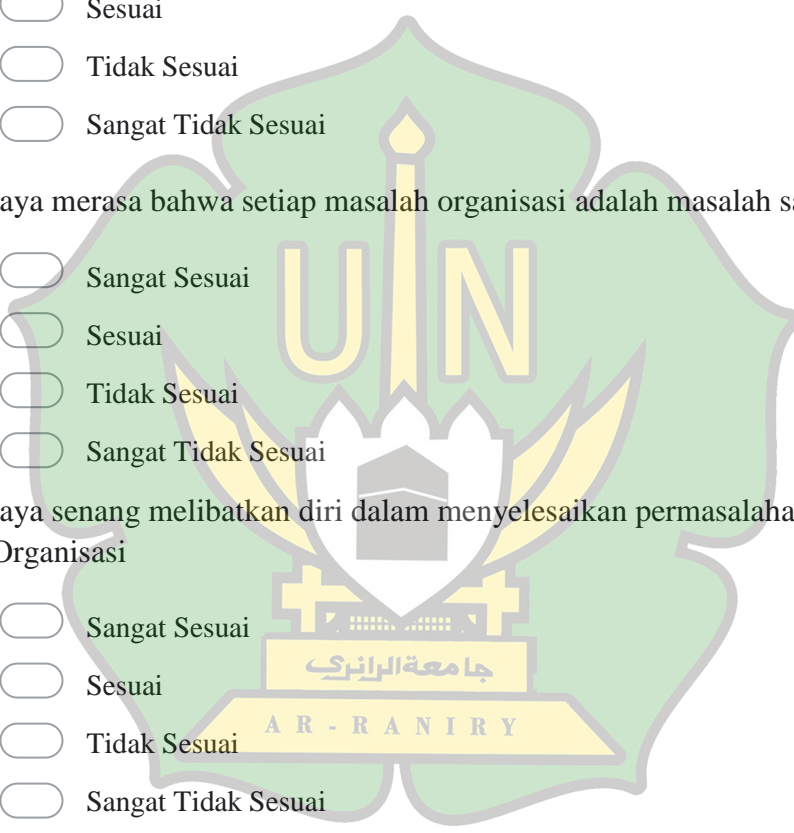 Sesuai
Tidak Sesuai
Sangat Tidak Sesuai
aya merasa bahwa setiap masalah organisasi adalah masalah sa
Sangat Sesuai
Sesuai
Tidak Sesuai
Sangat Tidak Sesuai
aya senang melibatkan diri dalam menyelesaikan permasalaha
Organisasi
Sangat Sesuai
Sesuai
Tidak Sesuai
Sangat Tidak Sesuai
UIN
جامعةالرانري
AR-RANIRY